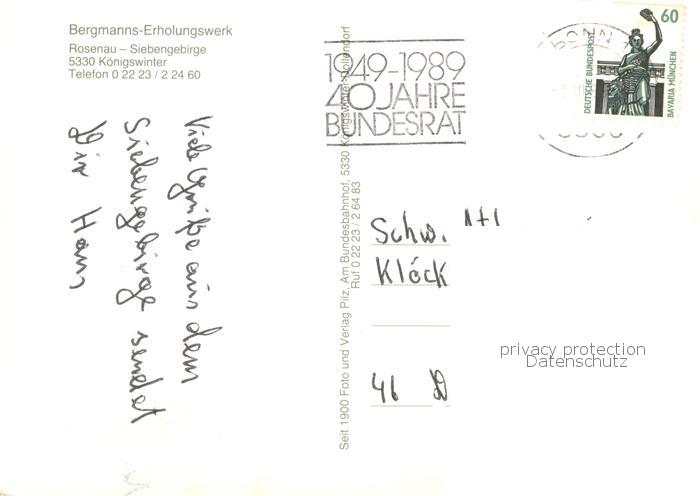 Bergmanns-Erholungswerk
Rosenau – Siebengebirge
5330 Königswinter
Telefon 0 22 23 / 2 24 60
Viele Grüße aus dem
Siebengebirge sendet
Dir Hans
Seit 1900 Foto und Verlag Pilz, Am Bundesbahnhof, 5330 Königswinter-Dollendorf
Ruf 0 22 23 / 2 64 83
1949-1989
40 JAHRE
BUNDESRAT
BONN
60
DEUTSCHE BUNDESPOST
BAVARIA MÜNCHEN
Schw.
Klöck
46 D
privacy protection
Datenschutz